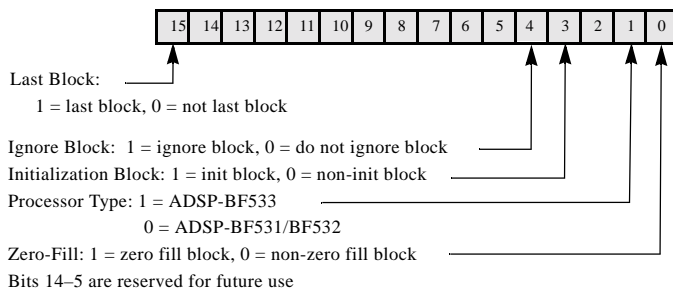 15 14 13 12 11 10 9 8 7 6 5 4 3 2 1 0
Last Block:
1 = last block, 0 = not last block
Ignore Block: 1 = ignore block, 0 = do not ignore block
Initialization Block: 1 = init block, 0 = non-init block
Processor Type: 1 = ADSP-BF533
0 = ADSP-BF531/BF532
Zero-Fill: 1 = zero fill block, 0 = non-zero fill block
Bits 14–5 are reserved for future use